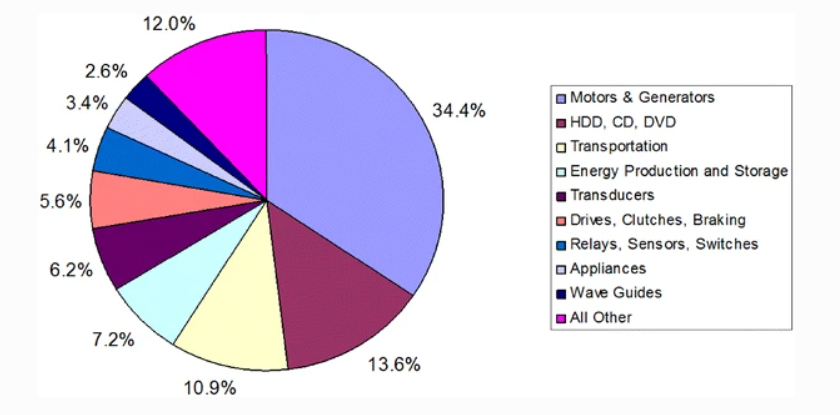 12.0%
2.6%
3.4%
4.1%
5.6%
6.2%
7.2%
10.9%
13.6%
34.4%
Motors & Generators
HDD, CD, DVD
Transportation
Energy Production and Storage
Transducers
Drives, Clutches, Braking
Relays, Sensors, Switches
Appliances
Wave Guides
All Other